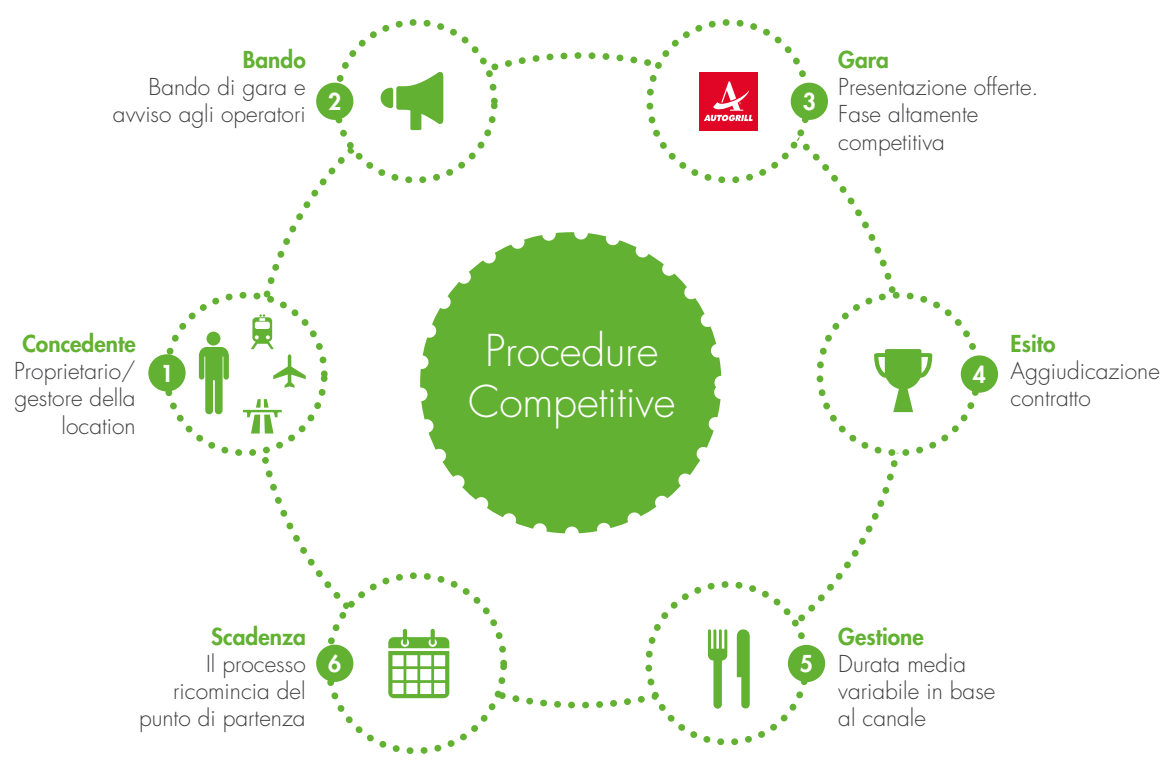 Procedure
Competitive
1
Concedente
Proprietario/
gestore della
location
2
Bando
Bando di gara e
avviso agli operatori
3
AUTOGRILL
Gara
Presentazione offerte.
Fase altamente
competitiva
4
Esito
Aggiudicazione
contratto
5
Gestione
Durata media
variabile in base
al canale
6
Scadenza
Il processo
ricomincia del
punto di partenza